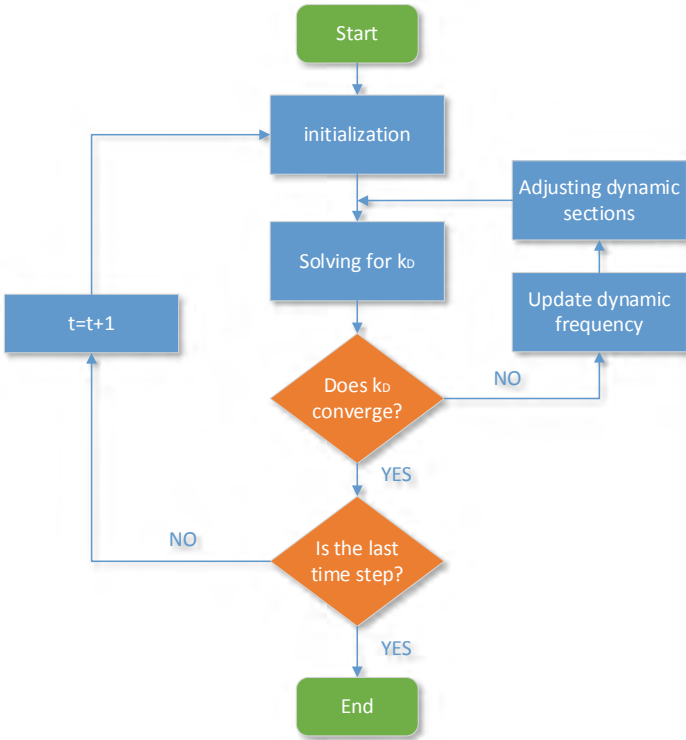 Start
initialization
Adjusting dynamic
sections
Solving for kD
Update dynamic
frequency
t=t+1
Does kD
converge?
NO
YES
Is the last
time step?
NO
YES
End